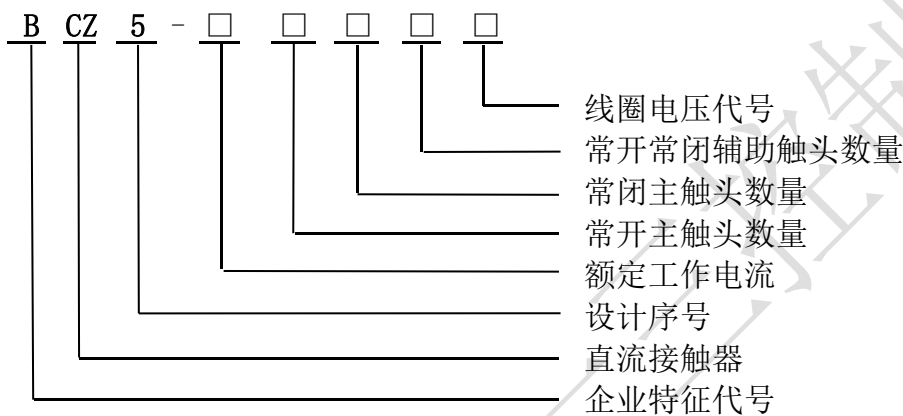 B CZ 5 - □ □ □ □ □
线圈电压代号
常开常闭辅助触头数量
常闭主触头数量
常开主触头数量
额定工作电流
设计序号
直流接触器
企业特征代号